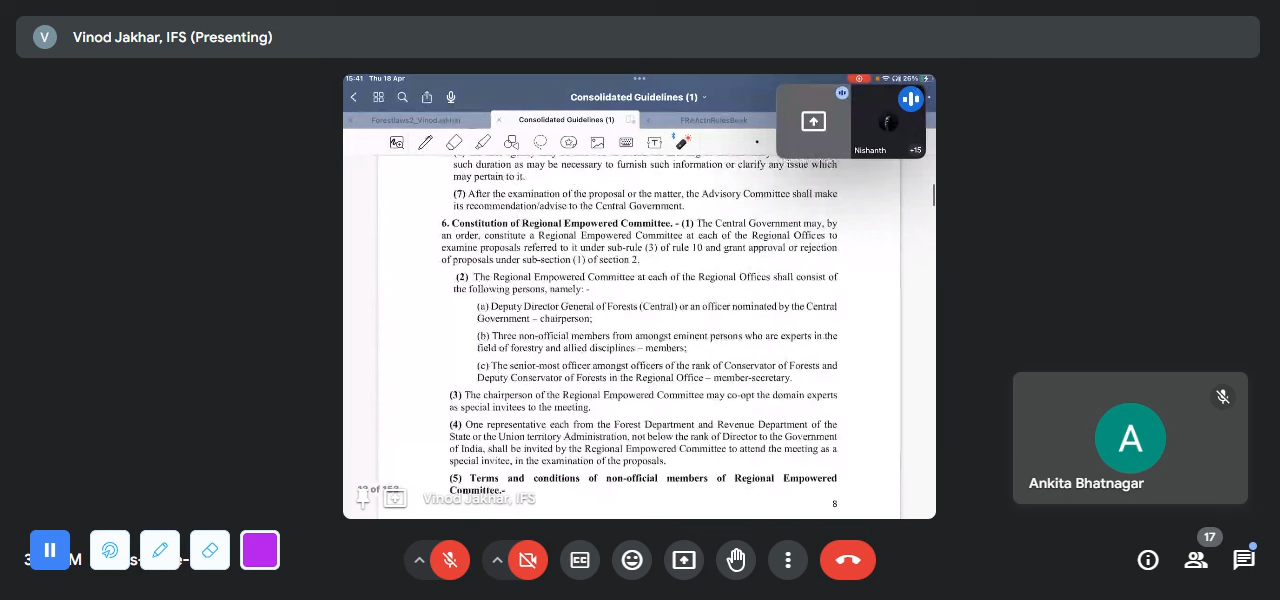 V Vinod Jakhar, IFS (Presenting)
15:41 Thu 18 Apr
26%
Consolidated Guidelines (1)
Consolidated Guidelines (1)
Nishanth +15
such duration as may be necessary to furnish such information or clarify any issue which
may pertain to it.
(7) After the examination of the proposal or the matter, the Advisory Committee shall make
its recommendation/advise to the Central Government.
6. Constitution of Regional Empowered Committee. - (1) The Central Government may, by
an order, constitute a Regional Empowered Committee at each of the Regional Offices to
examine proposals referred to it under sub-rule (3) of rule 10 and grant approval or rejection
of proposals under sub-section (1) of section 2.
(2) The Regional Empowered Committee at each of the Regional Offices shall consist of
the following persons, namely: -
(a) Deputy Director General of Forests (Central) or an officer nominated by the Central
Government – chairperson;
(b) Three non-official members from amongst eminent persons who are experts in the
field of forestry and allied disciplines – members;
(c) The senior-most officer amongst officers of the rank of Conservator of Forests and
Deputy Conservator of Forests in the Regional Office – member-secretary.
(3) The chairperson of the Regional Empowered Committee may co-opt the domain experts
as special invitees to the meeting.
(4) One representative each from the Forest Department and Revenue Department of the
State or the Union territory Administration, not below the rank of Director to the Government
of India, shall be invited by the Regional Empowered Committee to attend the meeting as a
special invitee, in the examination of the proposals.
(5) Terms and conditions of non-official members of Regional Empowered
Committee.-
Vinod Jakhar, IFS
8
A
Ankita Bhatnagar
17